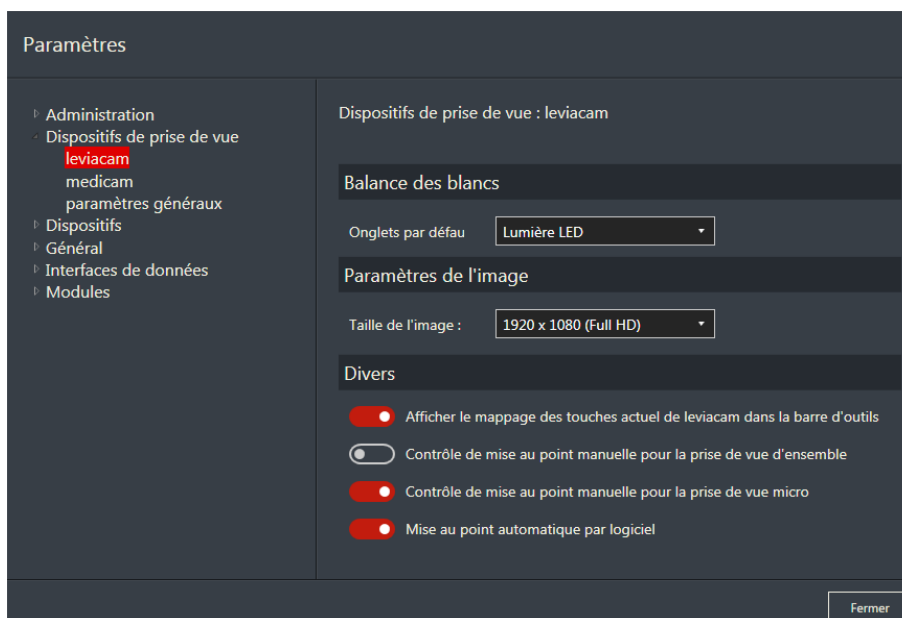 Paramètres
Administration
Dispositifs de prise de vue
leviacam
medicam
paramètres généraux
Dispositifs
Général
Interfaces de données
Modules
Dispositifs de prise de vue : leviacam
Balance des blancs
Onglets par défau Lumière LED
Paramètres de l'image
Taille de l'image : 1920 x 1080 (Full HD)
Divers
Afficher le mappage des touches actuel de leviacam dans la barre d'outils
Contrôle de mise au point manuelle pour la prise de vue d'ensemble
Contrôle de mise au point manuelle pour la prise de vue micro
Mise au point automatique par logiciel
Fermer